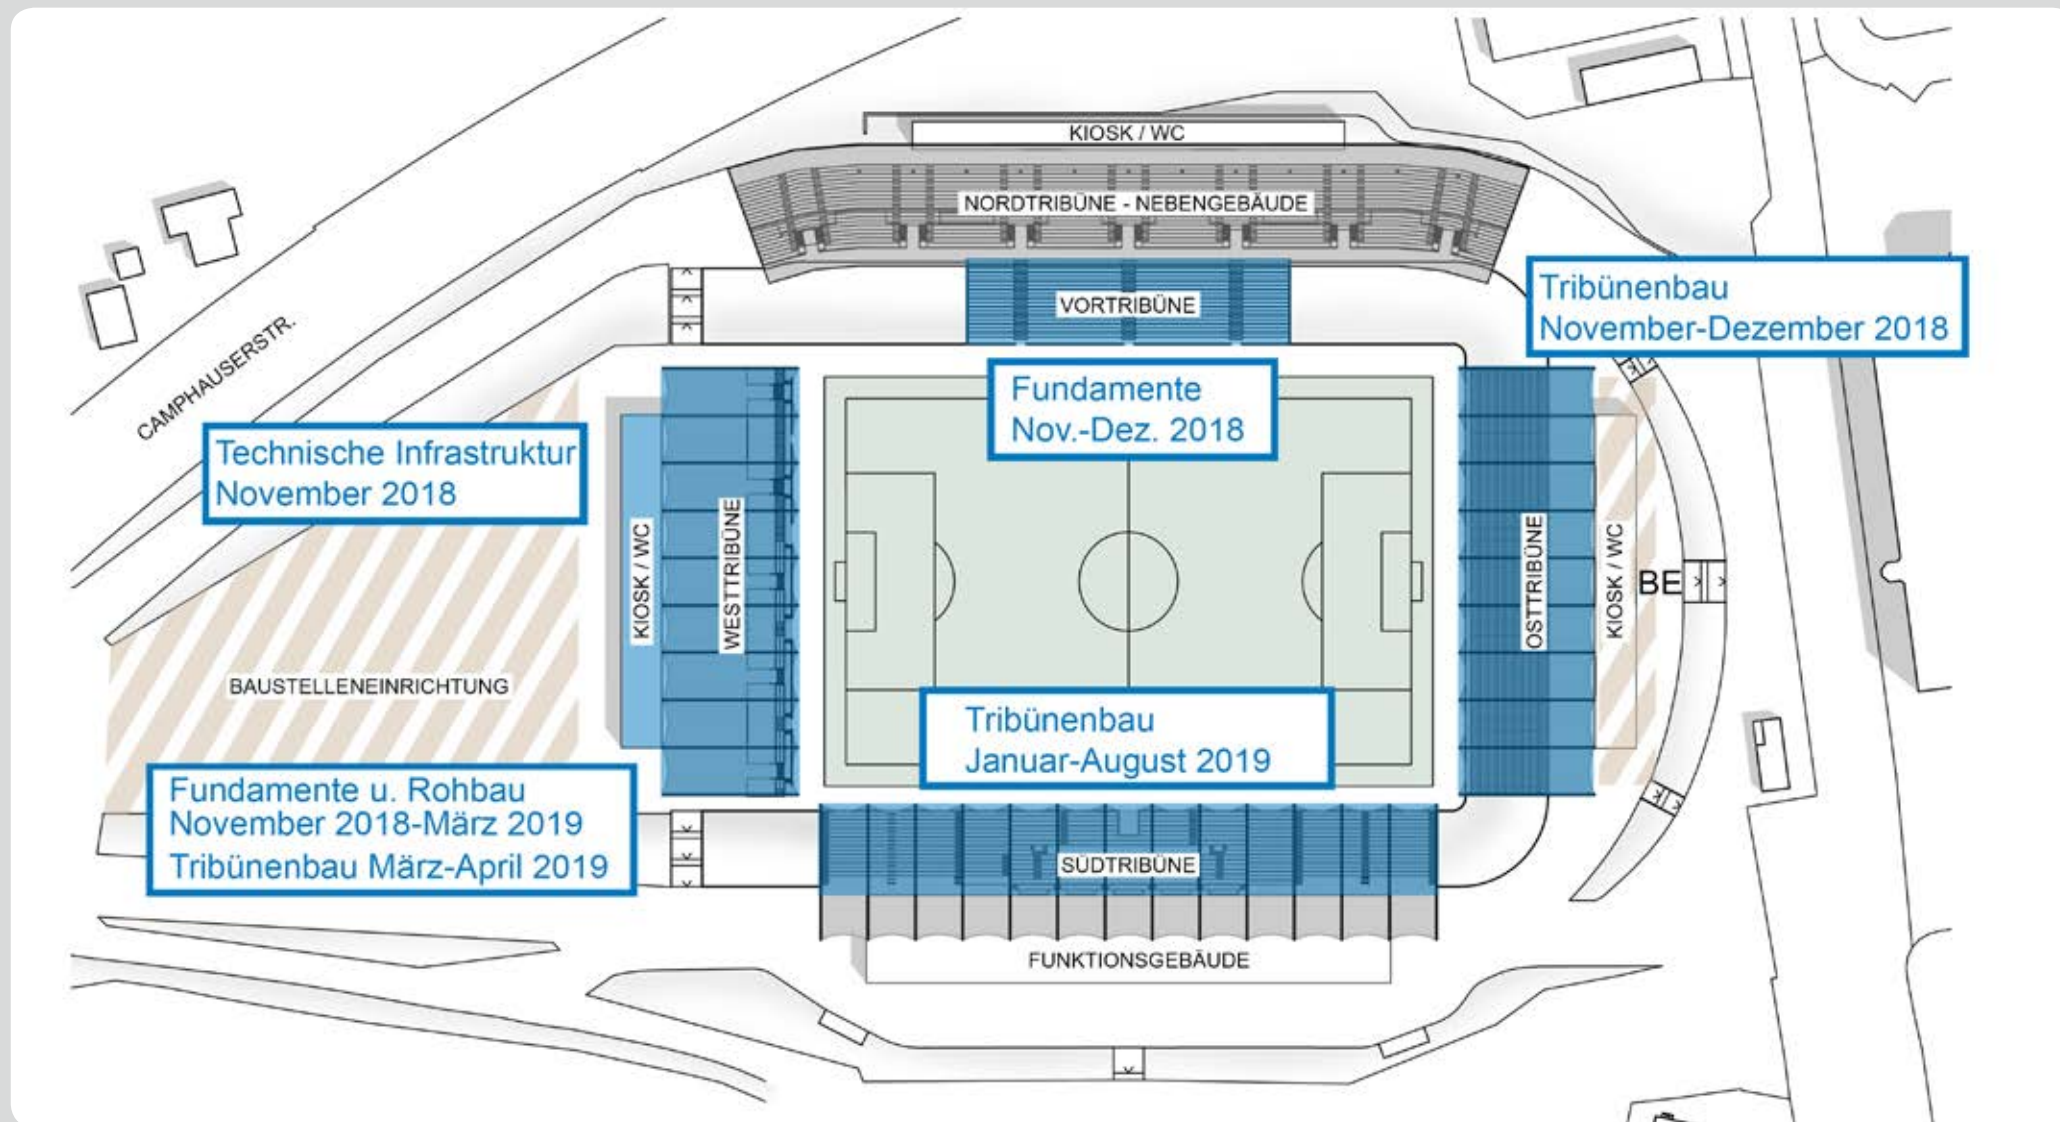 KIOSK / WC
NORDTRIBÜNE - NEBENGEBÄUDE
VORTRIBÜNE
Tribünenbau
November-Dezember 2018
CAMPHAUSERSTR.
Fundamente
Nov.-Dez. 2018
Technische Infrastruktur
November 2018
KIOSK / WC
WESTTRIBÜNE
OSTTRIBÜNE
KIOSK / WC
BE
BAUSTELLENEINRICHTUNG
Tribünenbau
Januar-August 2019
Fundamente u. Rohbau
November 2018-März 2019
Tribünenbau März-April 2019
SÜDTRIBÜNE
FUNKTIONSGEBÄUDE